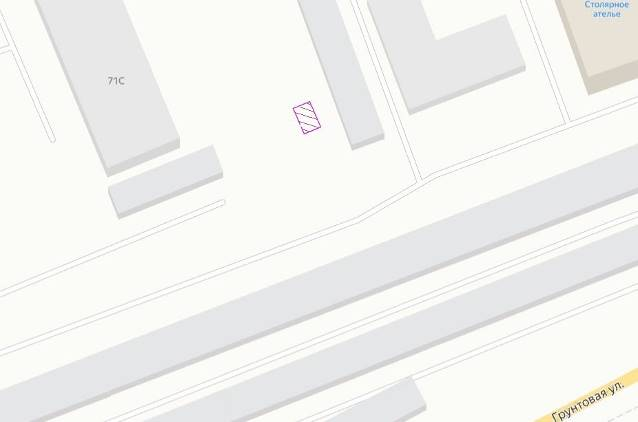 Столярное
ателье
71С
Грунтовая ул.